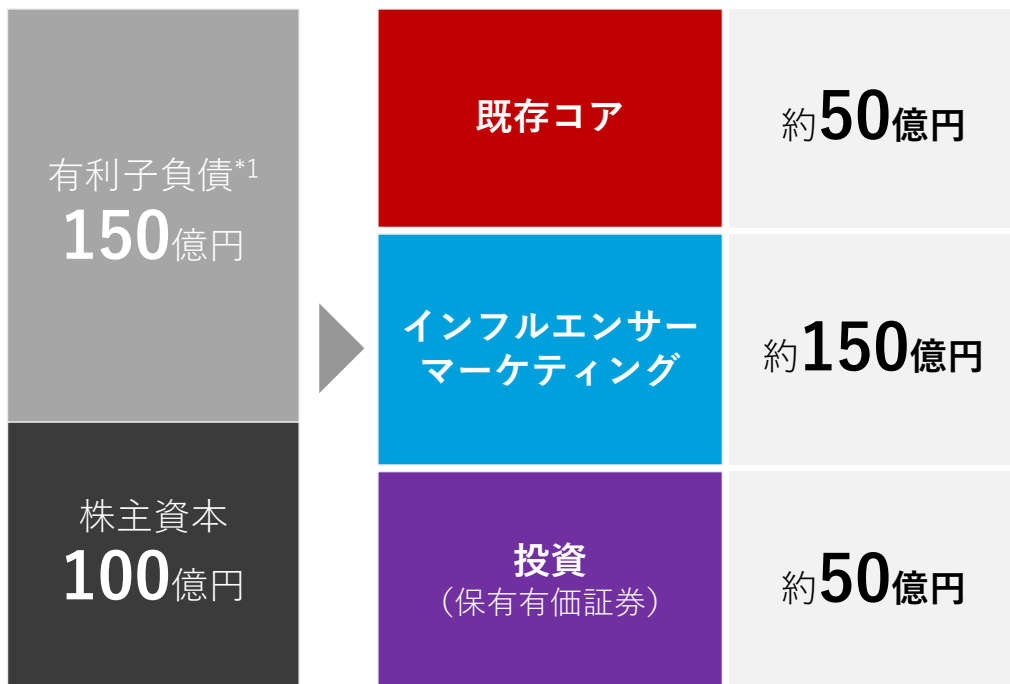 有利子負債*1
150億円
株主資本
100億円
既存コア
約50億円
インフルエンサー
マーケティング
約150億円
投資
（保有有価証券）
約50億円